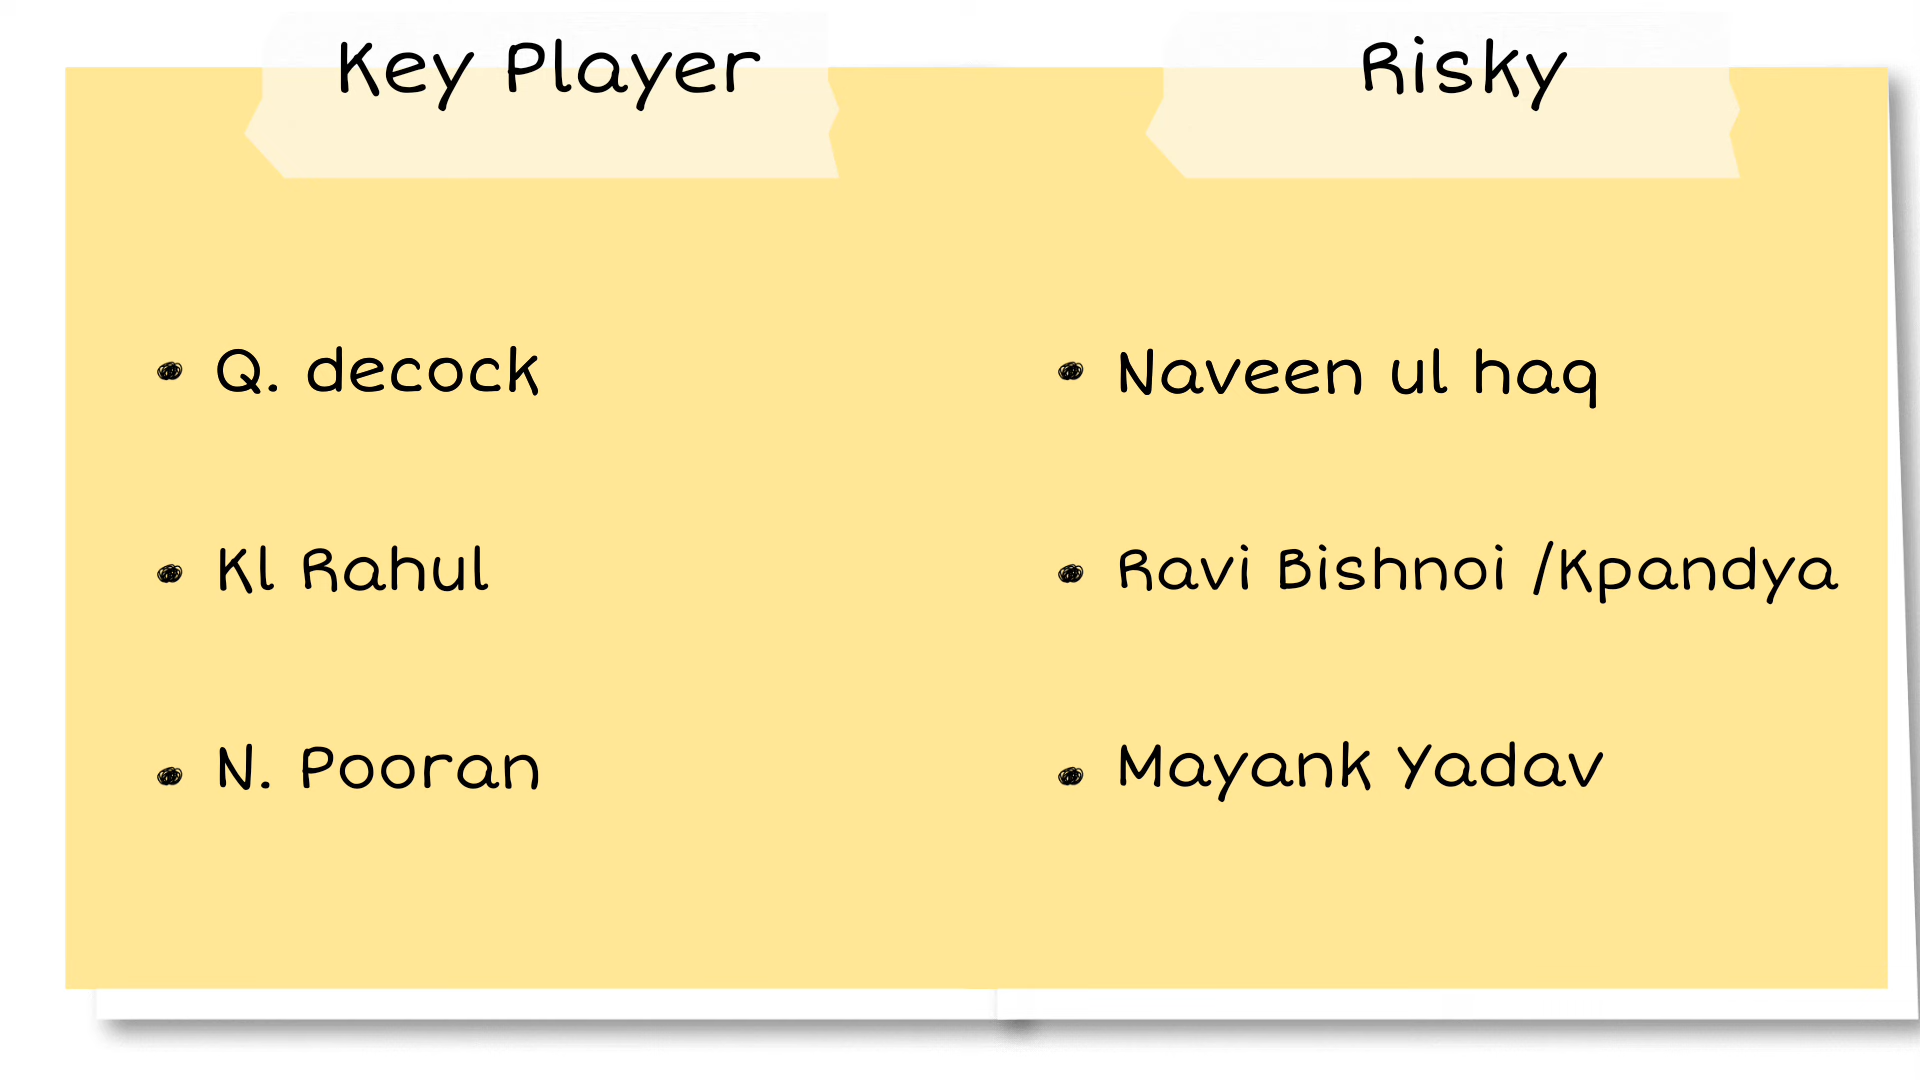 Key Player
Q. decock
Kl Rahul
N. Pooran
Risky
Naveen ul haq
Ravi Bishnoi /Kpandya
Mayank Yadav